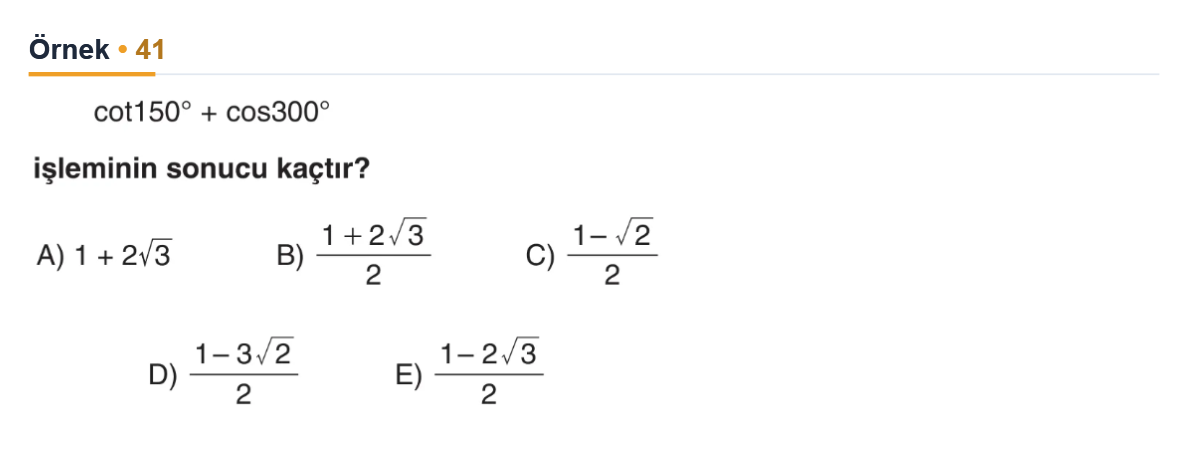 Örnek • 41
cot150° + cos300°
işleminin sonucu kaçtır?
A) 1 + 2√3 B) (1 + 2√3)/2 C) (1 – √2)/2
D) (1 – 3√2)/2 E) (1 – 2√3)/2